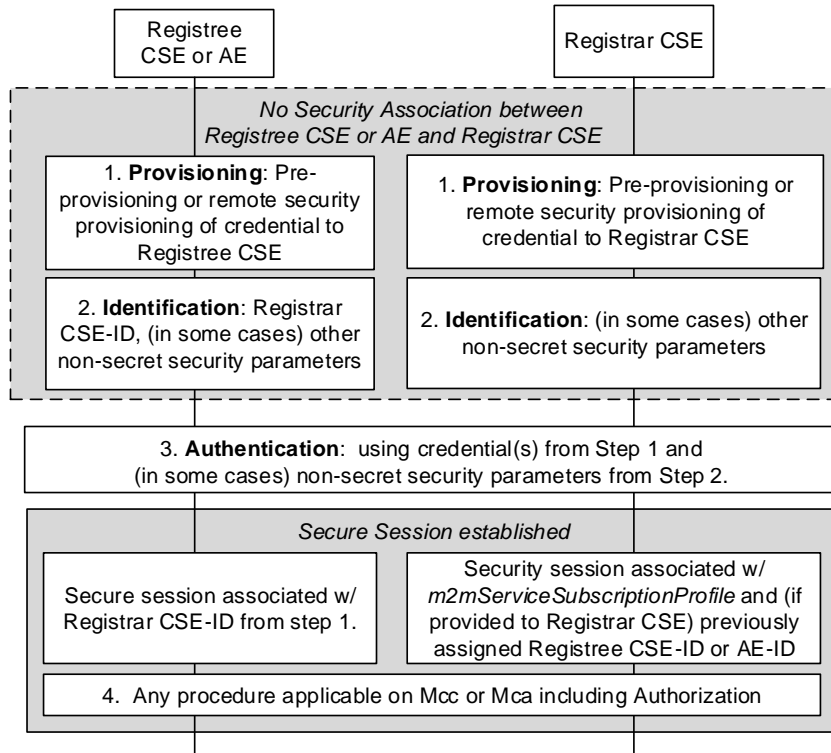 Registree
CSE or AE
Registrar CSE
No Security Association between
Registree CSE or AE and Registrar CSE
1. Provisioning: Pre-
provisioning or remote security
provisioning of credential to
Registree CSE
1. Provisioning: Pre-provisioning or
remote security provisioning of
credential to Registrar CSE
2. Identification: Registrar
CSE-ID, (in some cases) other
non-secret security parameters
2. Identification: (in some cases) other
non-secret security parameters
3. Authentication: using credential(s) from Step 1 and
(in some cases) non-secret security parameters from Step 2.
Secure Session established
Secure session associated w/
Registrar CSE-ID from step 1.
Security session associated w/
m2mServiceSubscriptionProfile and (if
provided to Registrar CSE) previously
assigned Registree CSE-ID or AE-ID
4. Any procedure applicable on Mcc or Mca including Authorization